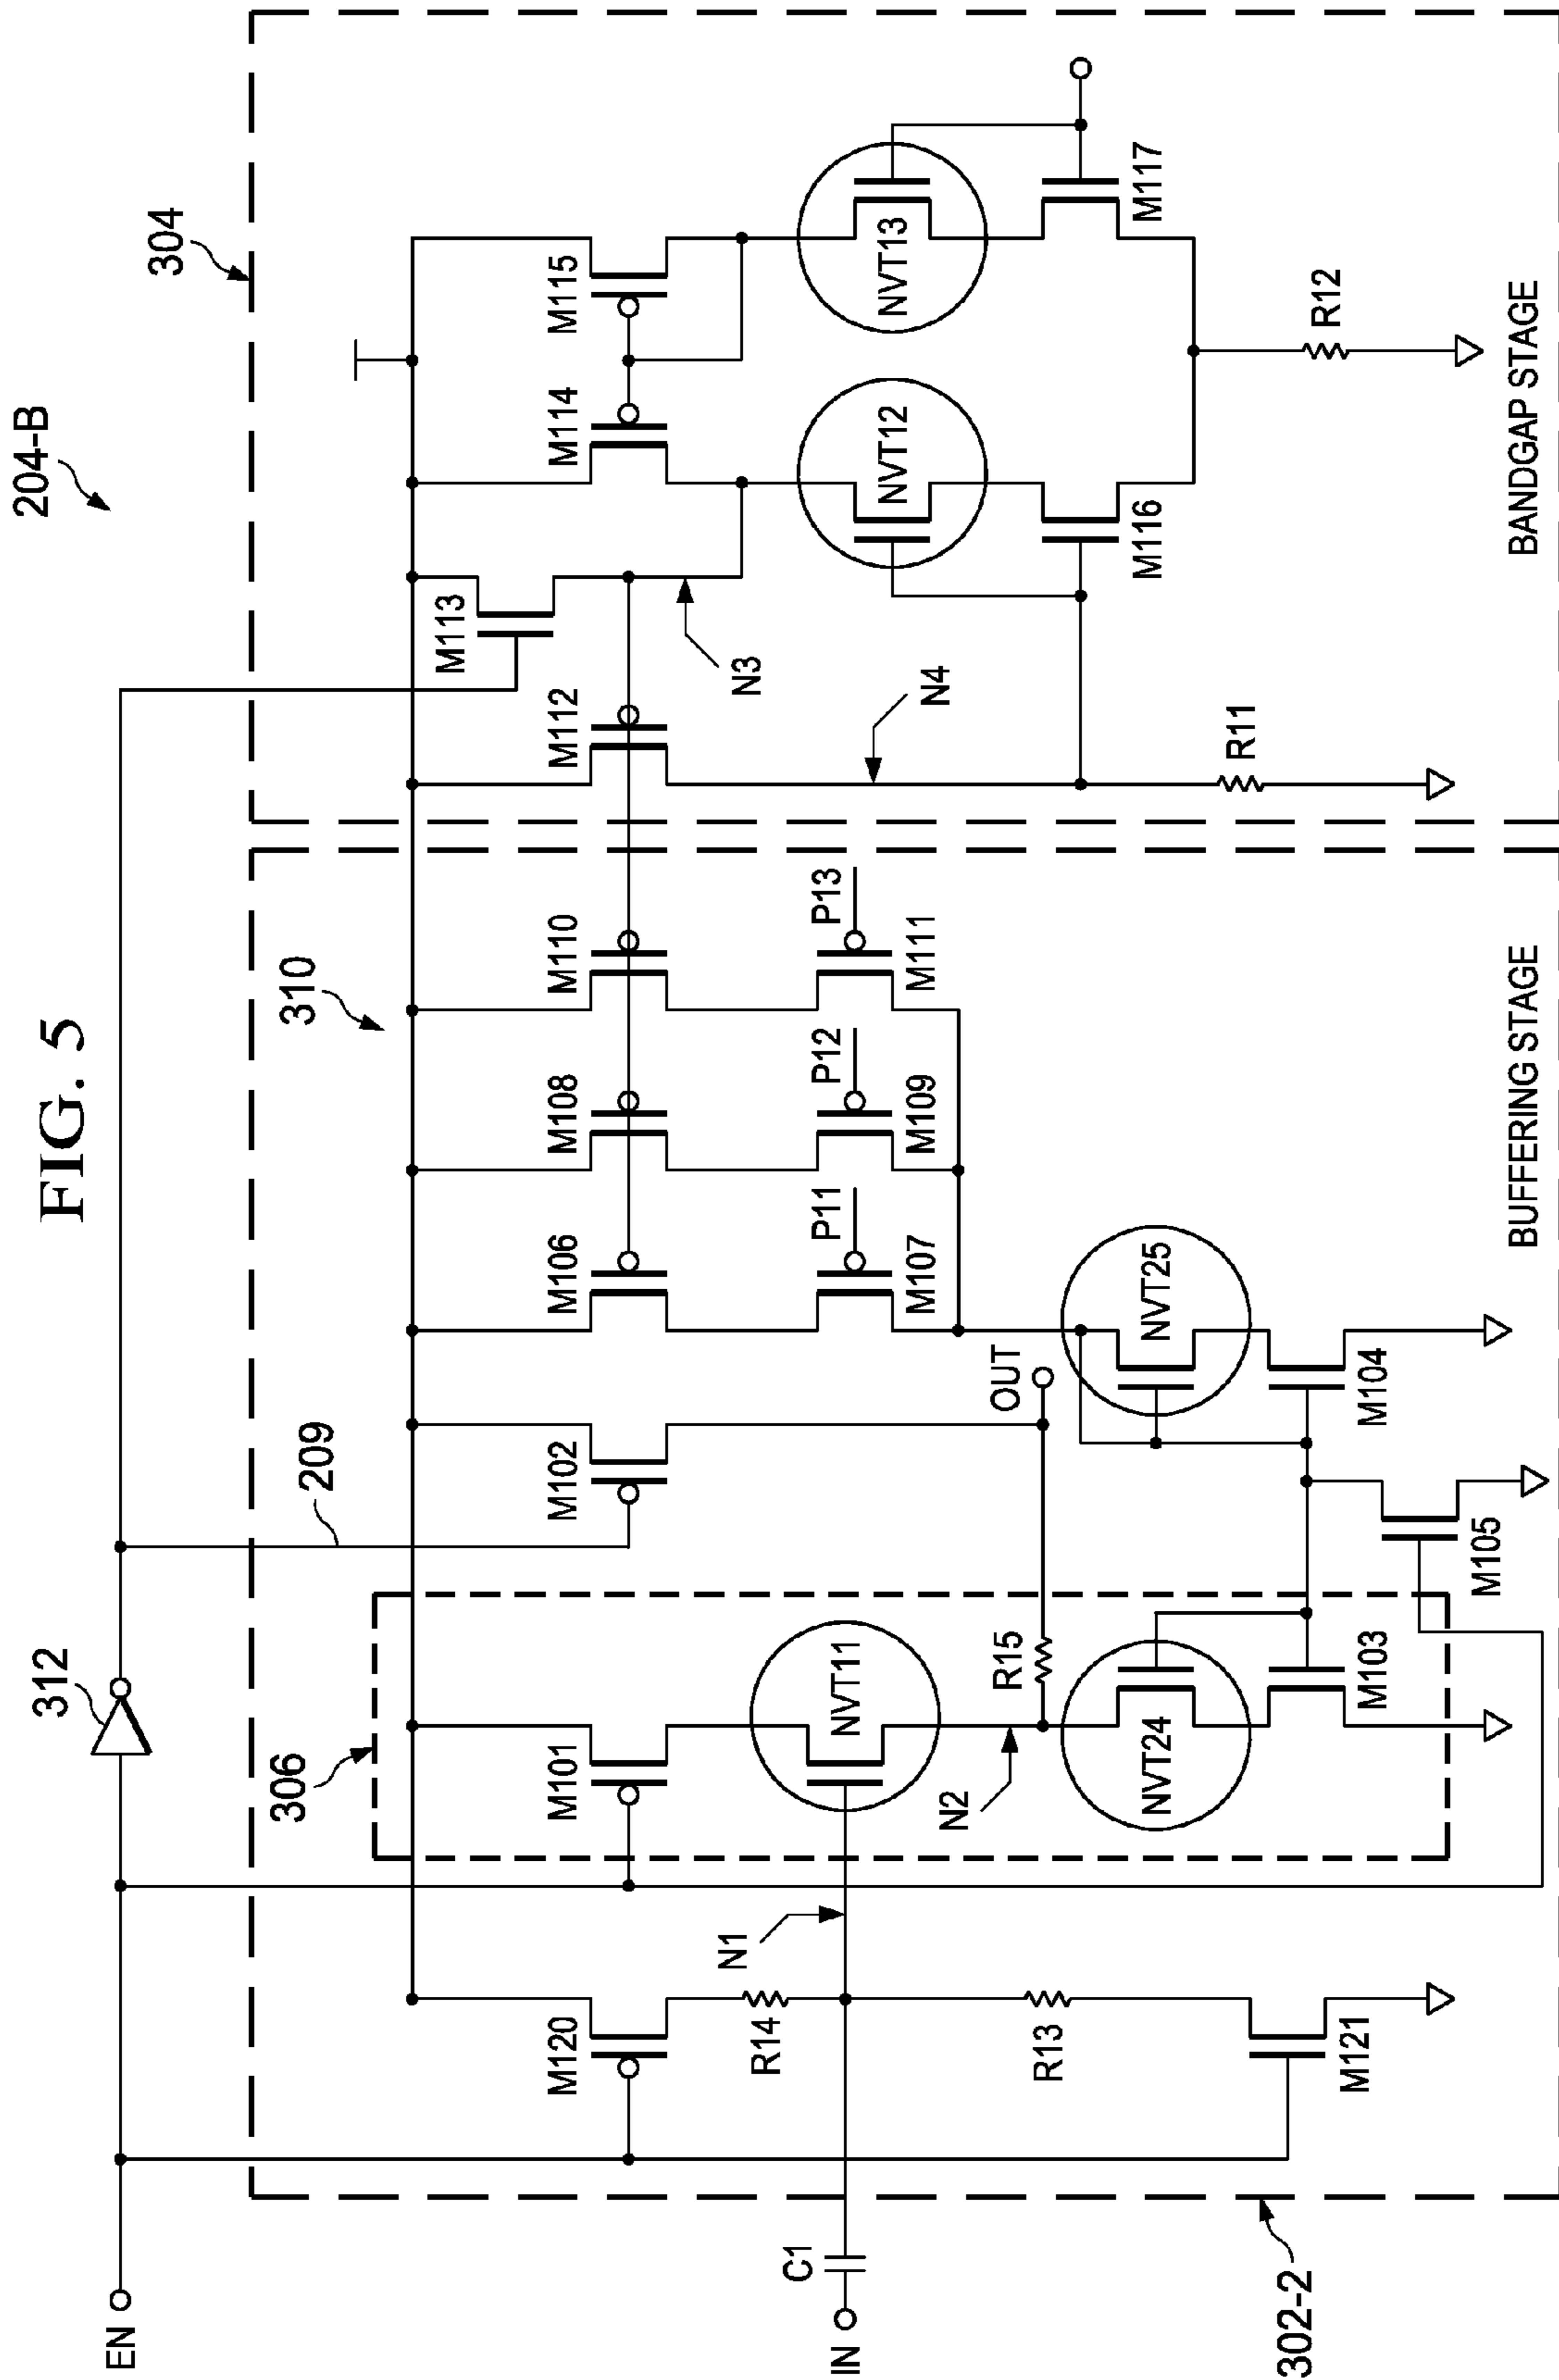 FIG. 5
204-B
EN
312
304
302-2
306
209
310
M120
M101
M102
M106
M108
M110
M112
M113
M114
M115
R14
N1
IN
C1
NVT11
P11
P12
P13
M107
M109
M111
N3
N4
NVT12
NVT13
N2
R15
OUT
R13
NVT24
NVT25
M121
M103
M105
M104
R11
M116
M117
R12
BUFFERING STAGE
BANDGAP STAGE